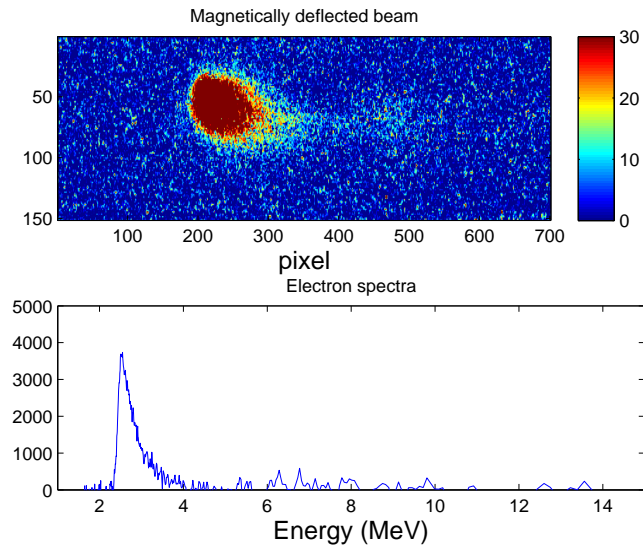 Magnetically deflected beam
50
100
150
100 200 300 400 500 600 700
pixel
30
20
10
0
Electron spectra
5000
4000
3000
2000
1000
0
2 4 6 8 10 12 14
Energy (MeV)